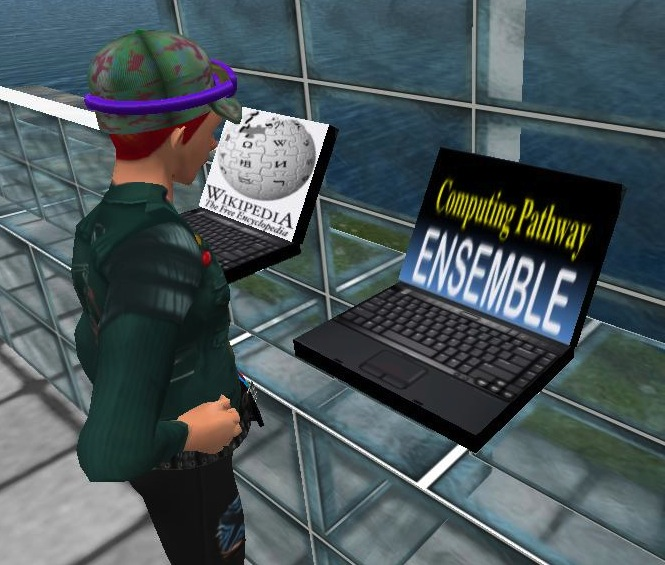 WIKIPEDIA
The Free Encyclopedia
Computing Pathway
ENSEMBLE